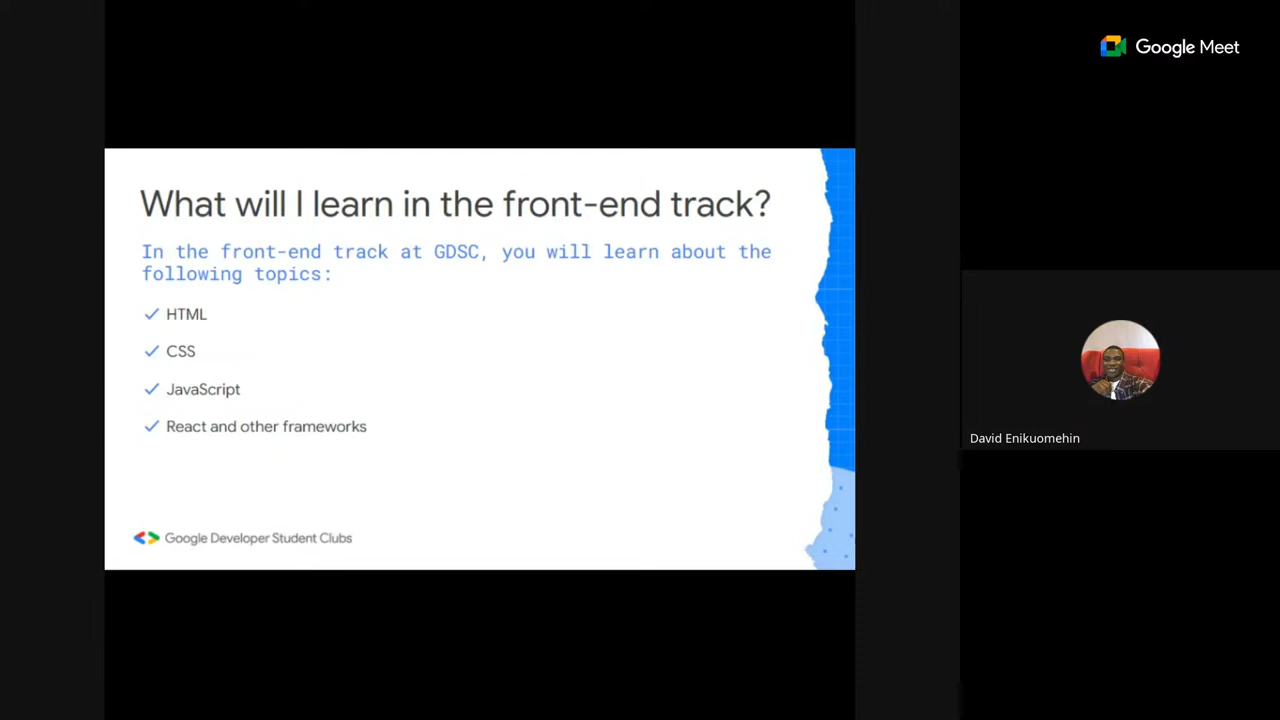 Google Meet
What will I learn in the front-end track?
In the front-end track at GDSC, you will learn about the
following topics:
HTML
CSS
JavaScript
React and other frameworks
Google Developer Student Clubs
David Enikuomehin